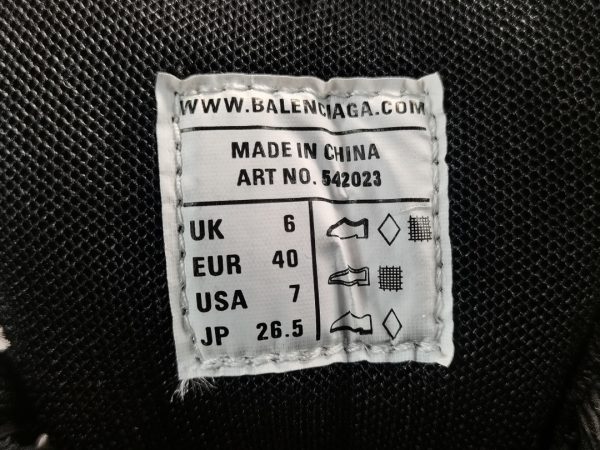 WWW.BALENCIAGA.COM
MADE IN CHINA
ART NO. 542023
UK 6
EUR 40
USA 7
JP 26.5